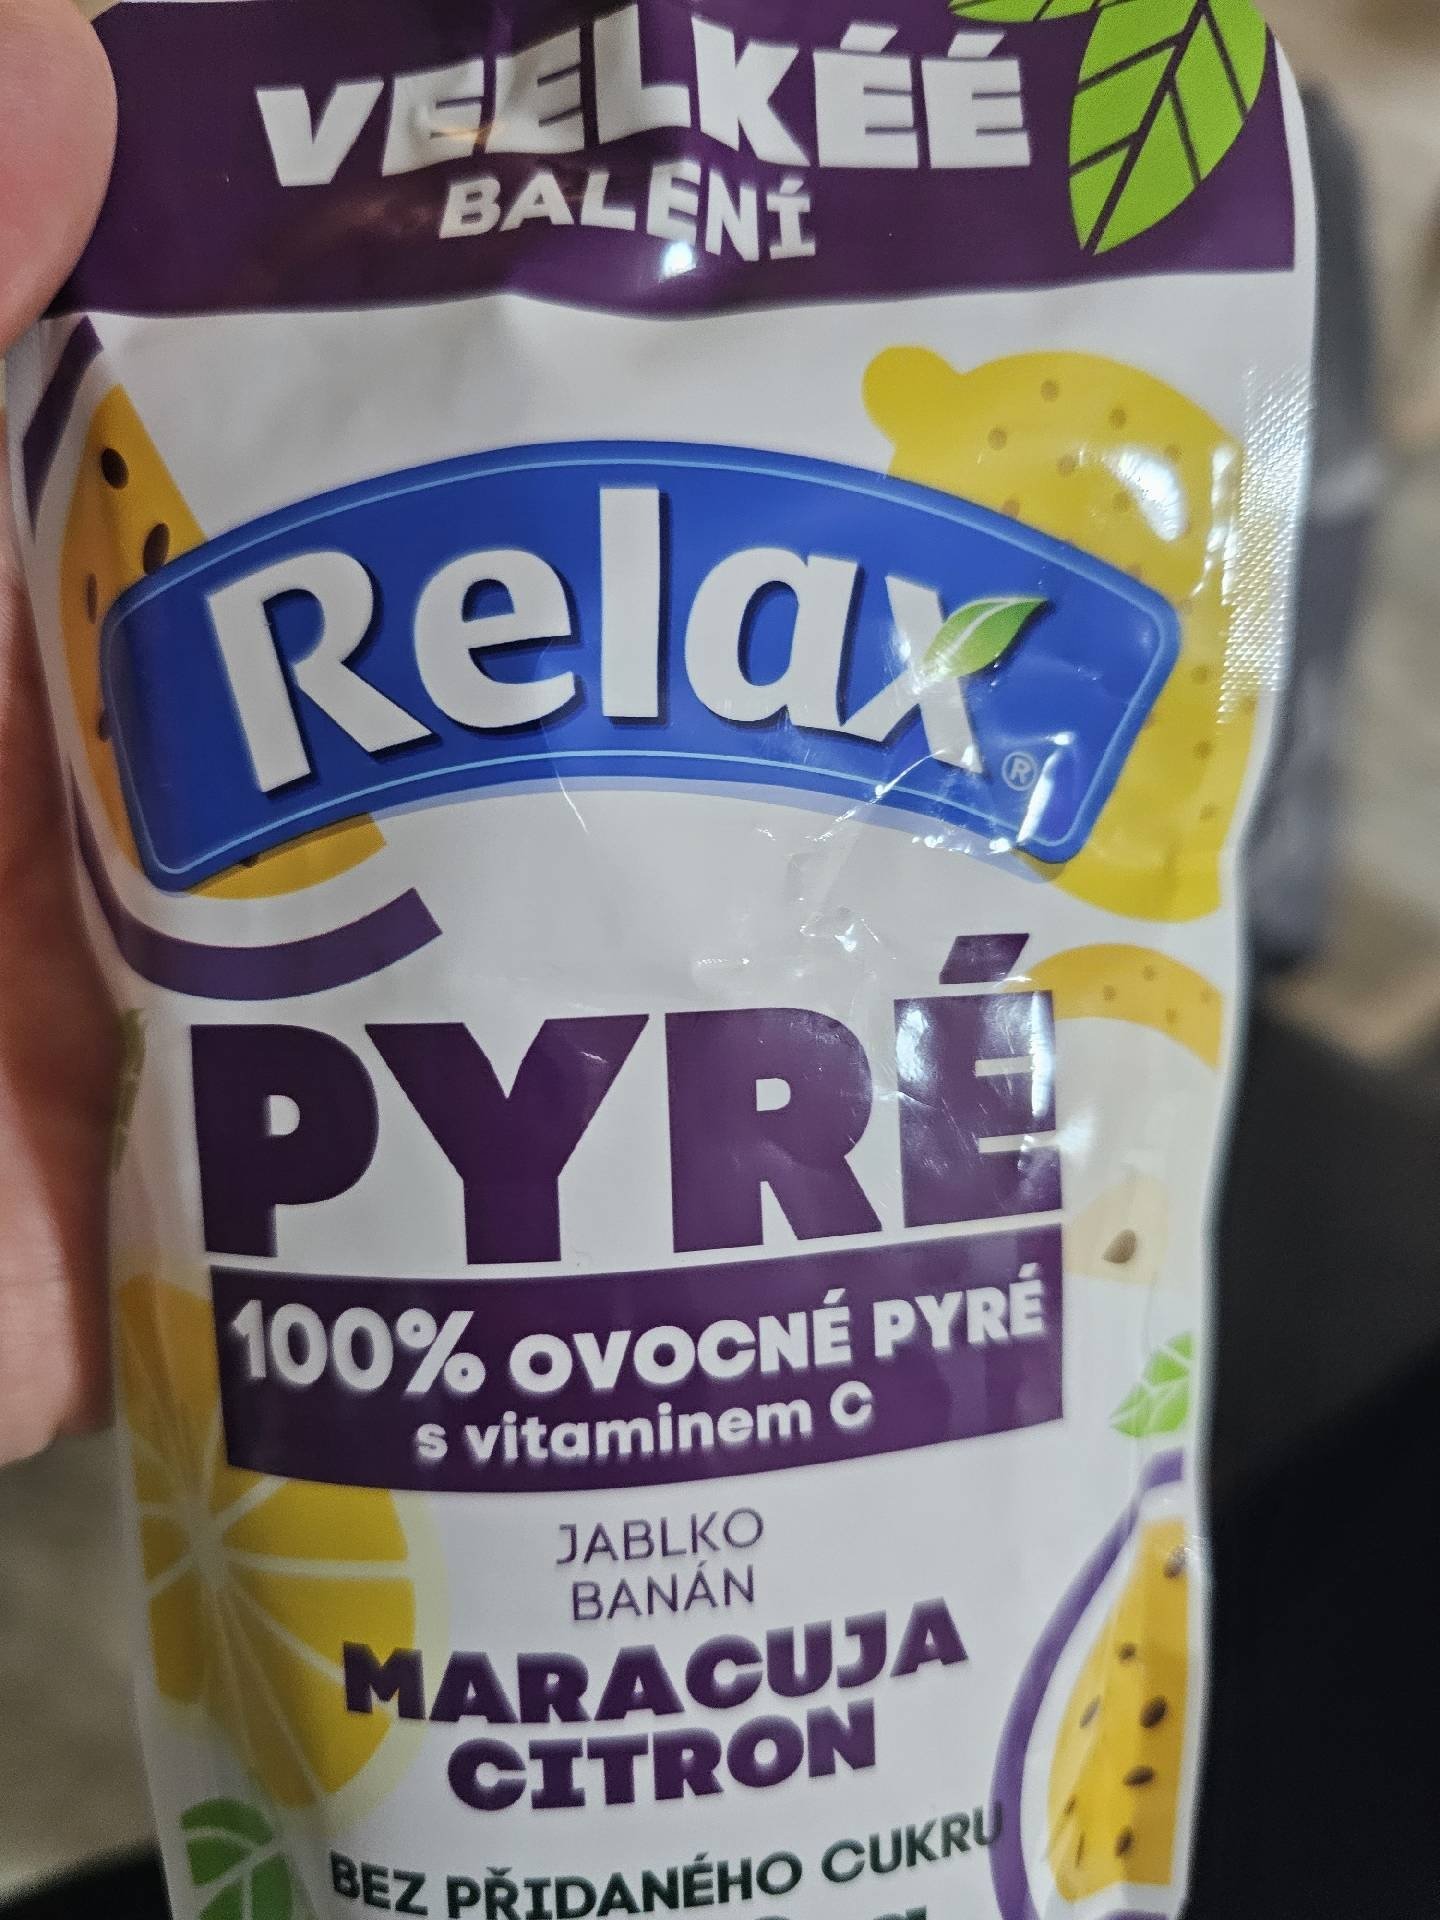 VEELKÉÉ
BALENÍ
Relax
®
PYRÉ
100% OVOCNÉ PYRÉ
s vitaminem C
JABLKO
BANÁN
MARACUJA
CITRON
BEZ PŘIDANÉHO CUKRU